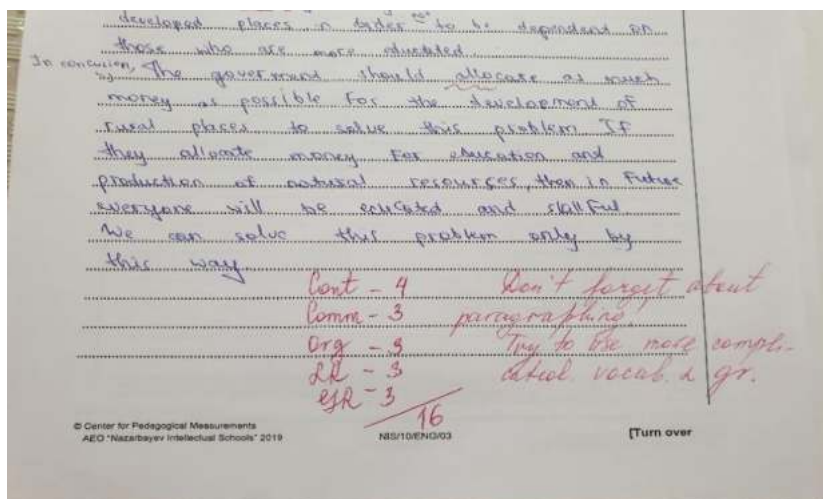 developed places in order to be dependent on
those who are more educated
In concusion, The goverment should allocate as much
money as possible for the development of
rural places to solve this problem If
they allocate money for education and
production of natural resourses, then in Future
everyone will be educated and skillful
We can solve this problem only by
this way
Cont - 4 Don't forget about
Comm - 3 paragraphing!
Org - 3 Try to use more compli-
LR - 3 cated vocab. & gr.
GR - 3
16
© Center for Pedagogical Measurements
AEO "Nazarbayev Intellectual Schools" 2019
NIS/10/ENG/03
[Turn over